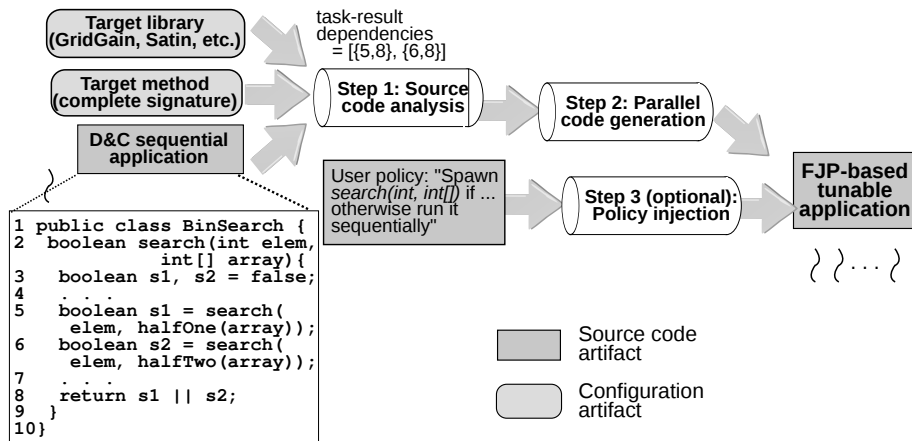 Target library
(GridGain, Satin, etc.)
task-result
dependencies
= [{5,8}, {6,8}]
Target method
(complete signature)
Step 1: Source
code analysis
Step 2: Parallel
code generation
D&C sequential
application
User policy: "Spawn
search(int, int[]) if ...
otherwise run it
sequentially"
Step 3 (optional):
Policy injection
FJP-based
tunable
application
. . .
1 public class BinSearch {
2 boolean search(int elem,
int[] array){
3 boolean s1, s2 = false;
4 . . .
5 boolean s1 = search(
elem, halfOne(array));
6 boolean s2 = search(
elem, halfTwo(array));
7 . . .
8 return s1 || s2;
9 }
10}
Source code
artifact
Configuration
artifact